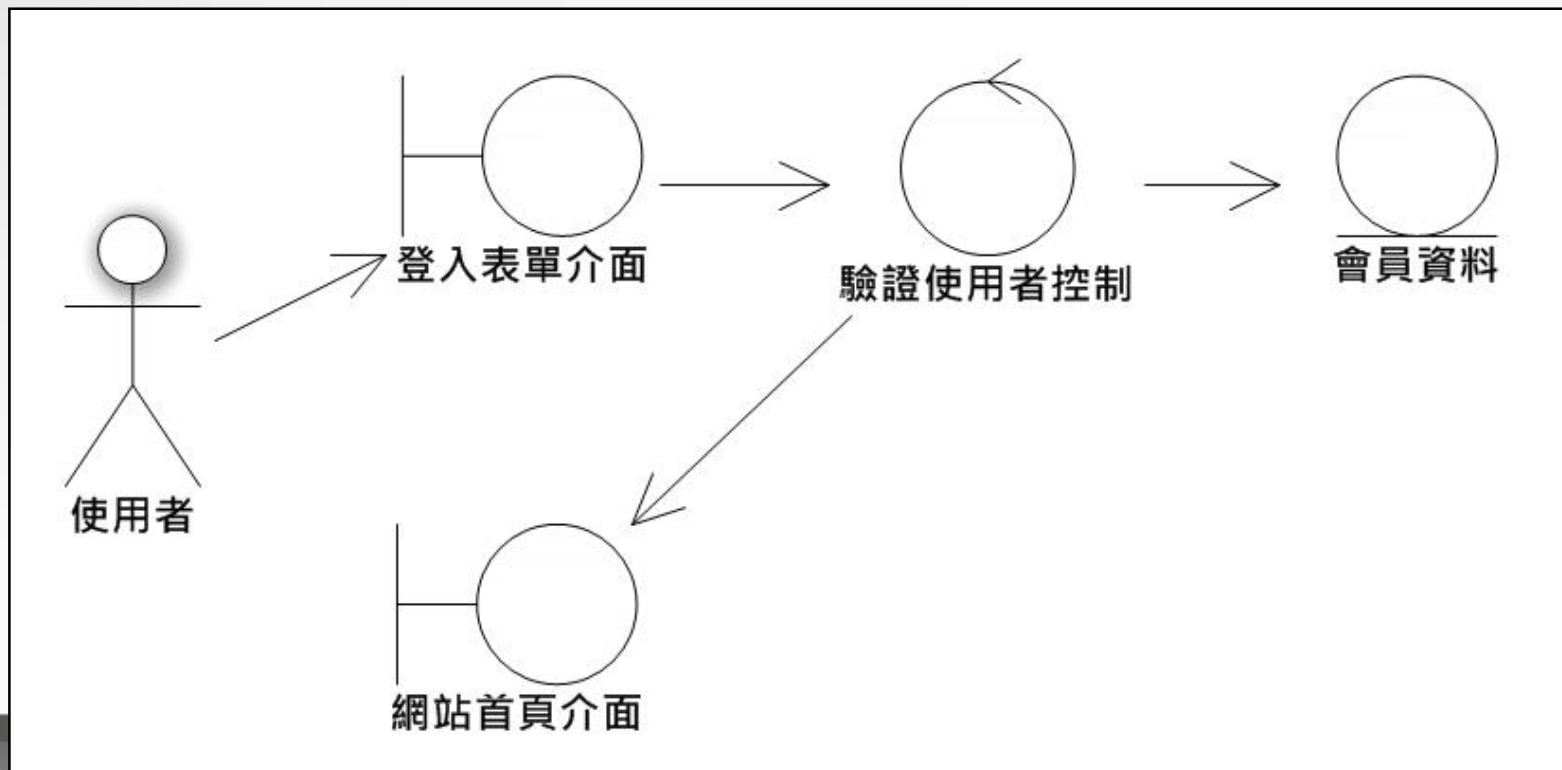 登入表單介面
驗證使用者控制
會員資料
使用者
網站首頁介面